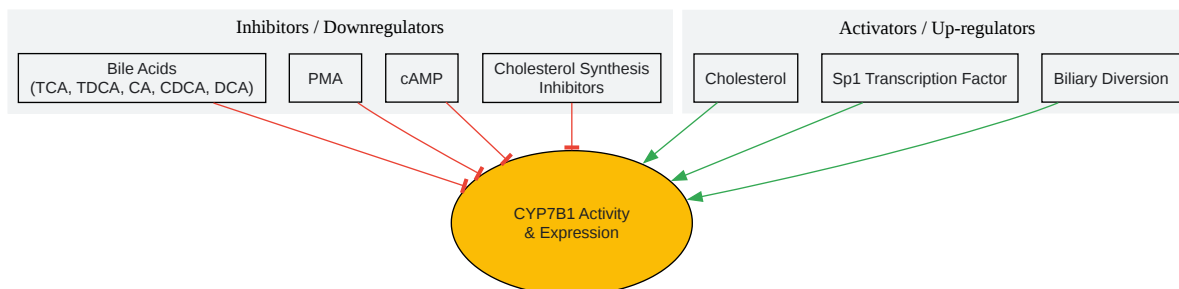 Inhibitors / Downregulators
Activators / Up-regulators
Bile Acids
(TCA, TDCA, CA, CDCA, DCA)
PMA
cAMP
Cholesterol Synthesis
Inhibitors
Cholesterol
Sp1 Transcription Factor
Biliary Diversion
CYP7B1 Activity
& Expression